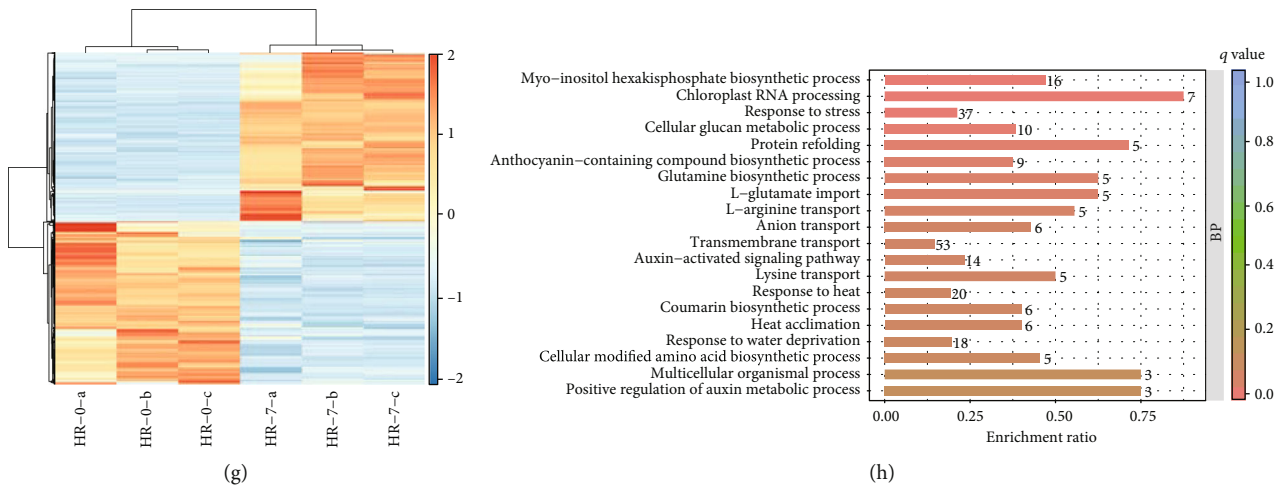 2
1
0
−1
−2
HR−0−a
HR−0−b
HR−0−c
HR−7−a
HR−7−b
HR−7−c
(g)
Myo−inositol hexakisphosphate biosynthetic process 16
Chloroplast RNA processing 7
Response to stress 37
Cellular glucan metabolic process 10
Protein refolding 5
Anthocyanin−containing compound biosynthetic process 9
Glutamine biosynthetic process 5
L−glutamate import 5
L−arginine transport 5
Anion transport 6
Transmembrane transport 53
Auxin−activated signaling pathway 14
Lysine transport 5
Response to heat 20
Coumarin biosynthetic process 6
Heat acclimation 6
Response to water deprivation 18
Cellular modified amino acid biosynthetic process 5
Multicellular organismal process 3
Positive regulation of auxin metabolic process 3
0.00 0.25 0.50 0.75
Enrichment ratio
BP
q value
1.0
0.8
0.6
0.4
0.2
0.0
(h)